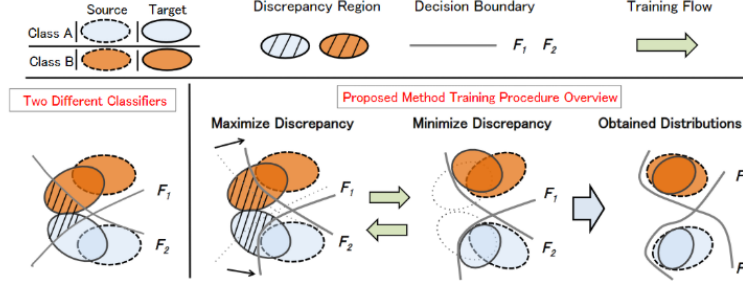 Source Target Discrepancy Region Decision Boundary Training Flow
Class A
Class B
F1 F2
Two Different Classifiers Proposed Method Training Procedure Overview
Maximize Discrepancy Minimize Discrepancy Obtained Distributions
F1 F1 F1 F
F2 F2 F2 F